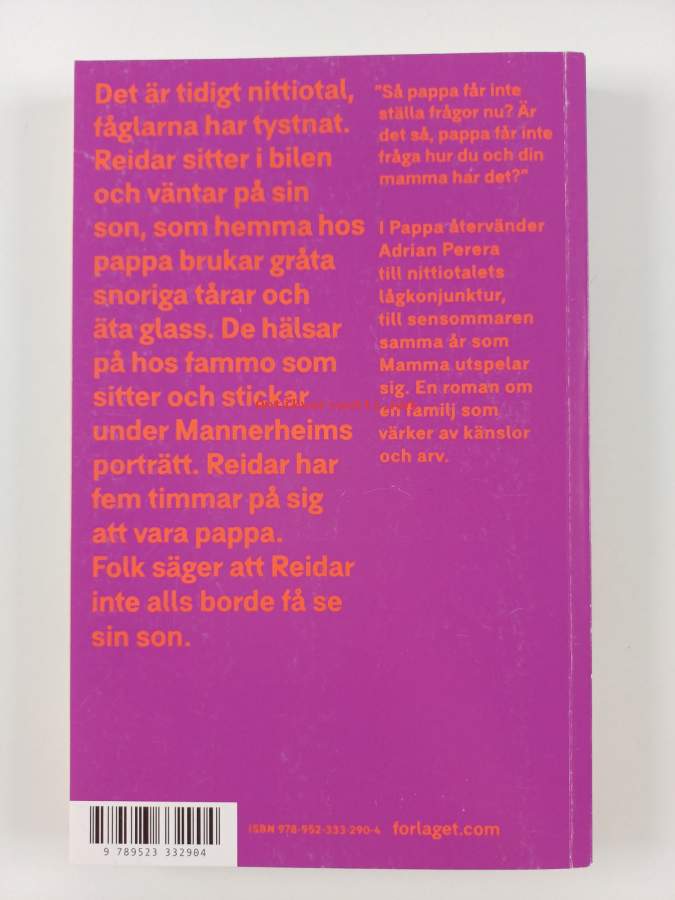 Det är tidigt nittiotal,
fåglarna har tystnat.
Reidar sitter i bilen
och väntar på sin
son, som hemma hos
pappa brukar gråta
snoriga tårar och
äta glass. De hälsar
på hos fammo som
sitter och stickar
under Mannerheims
porträtt. Reidar har
fem timmar på sig
att vara pappa.
Folk säger att Reidar
inte alls borde få se
sin son.
"Så pappa får inte
ställa frågor nu? Är
det så, pappa får inte
fråga hur du och din
mamma har det?"
I Pappa återvänder
Adrian Perera
till nittiotalets
lågkonjunktur,
till sensommaren
samma år som
Mamma utspelar
sig. En roman om
en familj som
värker av känslor
och arv.
ISBN 978-952-333-290-4 forlaget.com
9 789523 332904